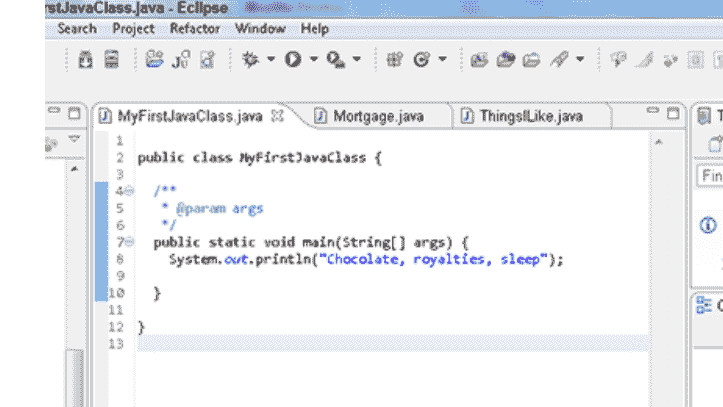 rstJavaClass.java - Eclipse
Search Project Refactor Window Help
MyFirstJavaClass.java Mortgage.java ThingsILike.java
1
2 public class MyFirstJavaClass {
3
4 /**
5 * @param args
6 */
7 public static void main(String[] args) {
8 System.out.println("Chocolate, royalties, sleep");
9
10 }
11
12 }
13
Fin